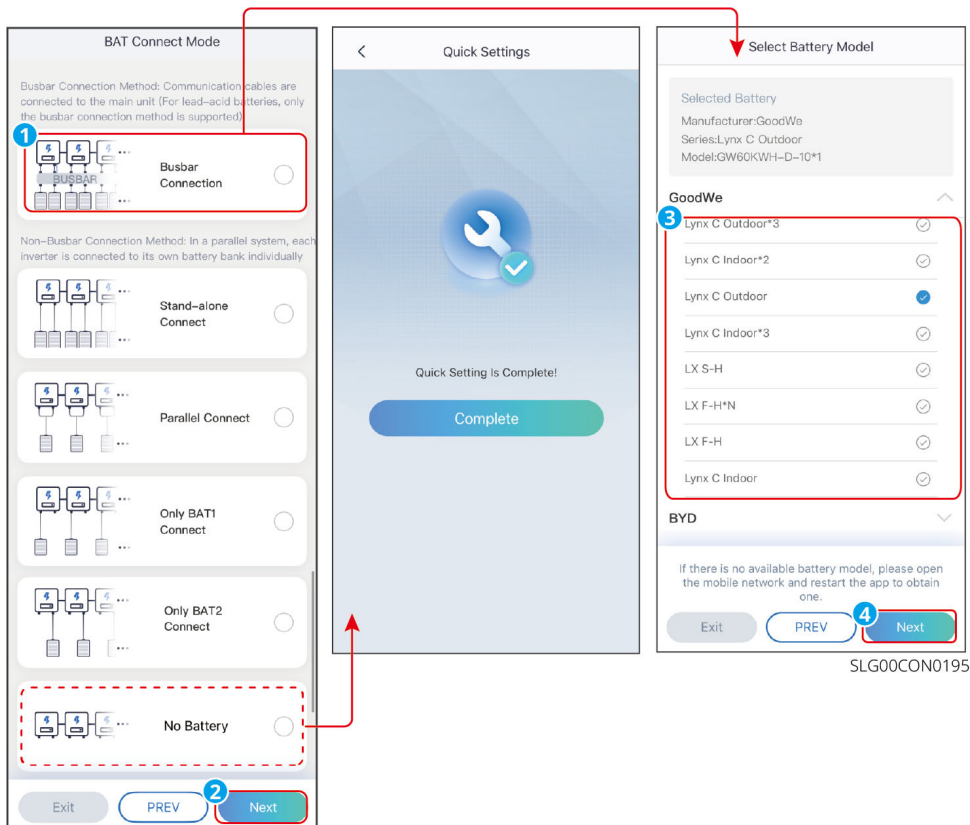 BAT Connect Mode
Busbar Connection Method: Communication cables are
connected to the main unit (For lead-acid batteries, only
the busbar connection method is supported)
1
BUSBAR
Busbar
Connection
Non-Busbar Connection Method: In a parallel system, each
inverter is connected to its own battery bank individually
Stand-alone
Connect
Parallel Connect
Only BAT1
Connect
Only BAT2
Connect
No Battery
2
Exit
PREV
Next
Quick Settings
Quick Setting Is Complete!
Complete
Select Battery Model
Selected Battery
Manufacturer:GoodWe
Series:Lynx C Outdoor
Model:GW60KWH-D-10*1
GoodWe
3
Lynx C Outdoor*3
Lynx C Indoor*2
Lynx C Outdoor
Lynx C Indoor*3
LX S-H
LX F-H*N
LX F-H
Lynx C Indoor
BYD
If there is no available battery model, please open
the mobile network and restart the app to obtain
one.
4
Exit
PREV
Next
SLG00CON0195